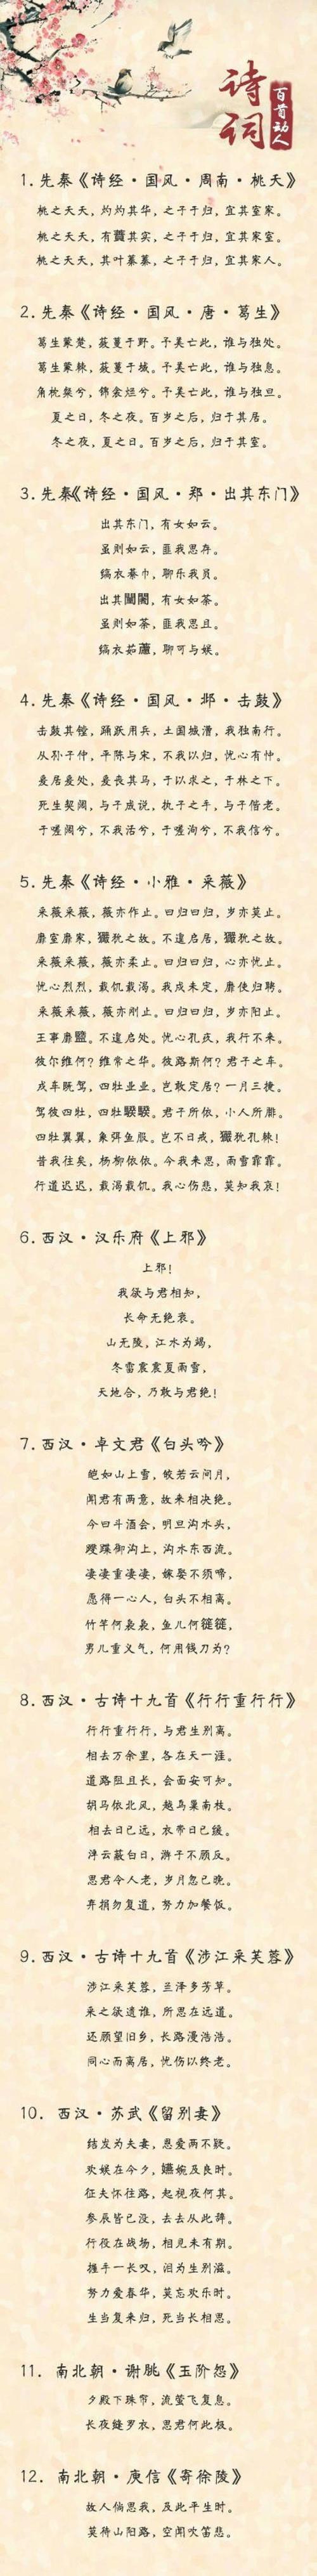 诗词
百首动人
1.先秦《诗经·国风·周南·桃夭》
桃之夭夭，灼灼其华，之子于归，宜其室家。
桃之夭夭，有蕡其实，之子于归，宜其家室。
桃之夭夭，其叶蓁蓁，之子于归，宜其家人。
2.先秦《诗经·国风·唐·葛生》
葛生蒙楚，蔹蔓于野。予美亡此，谁与独处。
葛生蒙棘，蔹蔓于域。予美亡此，谁与独息。
角枕粲兮，锦衾烂兮。予美亡此，谁与独旦。
夏之日，冬之夜。百岁之后，归于其居。
冬之夜，夏之日。百岁之后，归于其室。
3.先秦《诗经·国风·郑·出其东门》
出其东门，有女如云。
虽则如云，匪我思存。
缟衣綦巾，聊乐我员。
出其闉闍，有女如荼。
虽则如荼，匪我思且。
缟衣茹藘，聊可与娱。
4.先秦《诗经·国风·邶·击鼓》
击鼓其镗，踊跃用兵，土国城漕，我独南行。
从孙子仲，平陈与宋，不我以归，忧心有忡。
爰居爰处，爰丧其马，于以求之，于林之下。
死生契阔，与子成说，执子之手，与子偕老。
于嗟阔兮，不我活兮，于嗟洵兮，不我信兮。
5.先秦《诗经·小雅·采薇》
采薇采薇，薇亦作止。曰归曰归，岁亦莫止。
靡室靡家，玁狁之故。不遑启居，玁狁之故。
采薇采薇，薇亦柔止。曰归曰归，心亦忧止。
忧心烈烈，载饥载渴。我戍未定，靡使归聘。
采薇采薇，薇亦刚止。曰归曰归，岁亦阳止。
王事靡盬。不遑启处。忧心孔疚，我行不来。
彼尔维何？维常之华。彼路斯何？君子之车。
戎车既驾，四牡业业。岂敢定居？一月三捷。
驾彼四牡，四牡骙骙。君子所依，小人所腓。
四牡翼翼，象弭鱼服。岂不日戒，玁狁孔棘！
昔我往矣，杨柳依依。今我来思，雨雪霏霏。
行道迟迟，载渴载饥。我心伤悲，莫知我哀！
6.西汉·汉乐府《上邪》
上邪！
我欲与君相知，
长命无绝衰。
山无陵，江水为竭，
冬雷震震夏雨雪，
天地合，乃敢与君绝！
7.西汉·卓文君《白头吟》
皑如山上雪，皎若云间月，
闻君有两意，故来相决绝。
今日斗酒会，明旦沟水头，
躞蹀御沟上，沟水东西流。
凄凄重凄凄，嫁娶不须啼，
愿得一心人，白头不相离。
竹竿何袅袅，鱼儿何簁簁，
男儿重义气，何用钱刀为？
8.西汉·古诗十九首《行行重行行》
行行重行行，与君生别离。
相去万余里，各在天一涯。
道路阻且长，会面安可知。
胡马依北风，越鸟巢南枝。
相去日已远，衣带日已缓。
浮云蔽白日，游子不顾反。
思君令人老，岁月忽已晚。
弃捐勿复道，努力加餐饭。
9.西汉·古诗十九首《涉江采芙蓉》
涉江采芙蓉，兰泽多芳草。
采之欲遗谁，所思在远道。
还顾望旧乡，长路漫浩浩。
同心而离居，忧伤以终老。
10. 西汉·苏武《留别妻》
结发为夫妻，恩爱两不疑。
欢娱在今夕，嬿婉及良时。
征夫怀往路，起视夜何其。
参辰皆已没，去去从此辞。
行役在战场，相见未有期。
握手一长叹，泪为生别滋。
努力爱春华，莫忘欢乐时。
生当复来归，死当长相思。
11. 南北朝·谢朓《玉阶怨》
夕殿下珠帘，流萤飞复息。
长夜缝罗衣，思君何此极。
12. 南北朝·庾信《寄徐陵》
故人倘思我，及此平生时。
莫待山阳路，空闻吹笛悲。